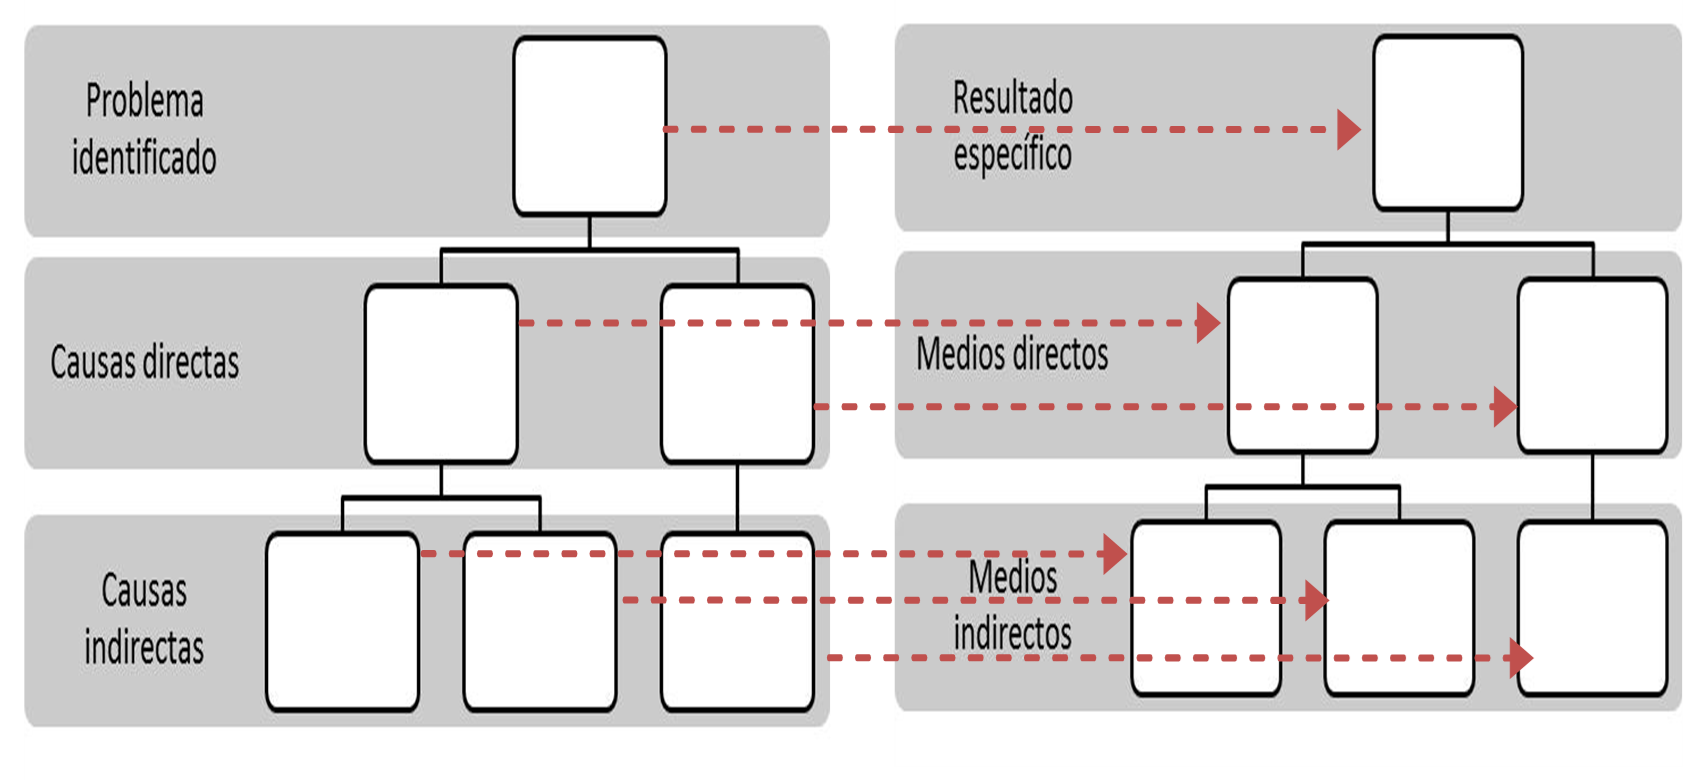 Problema
identificado
Resultado
específico
Causas directas
Medios directos
Causas
indirectas
Medios
indirectos